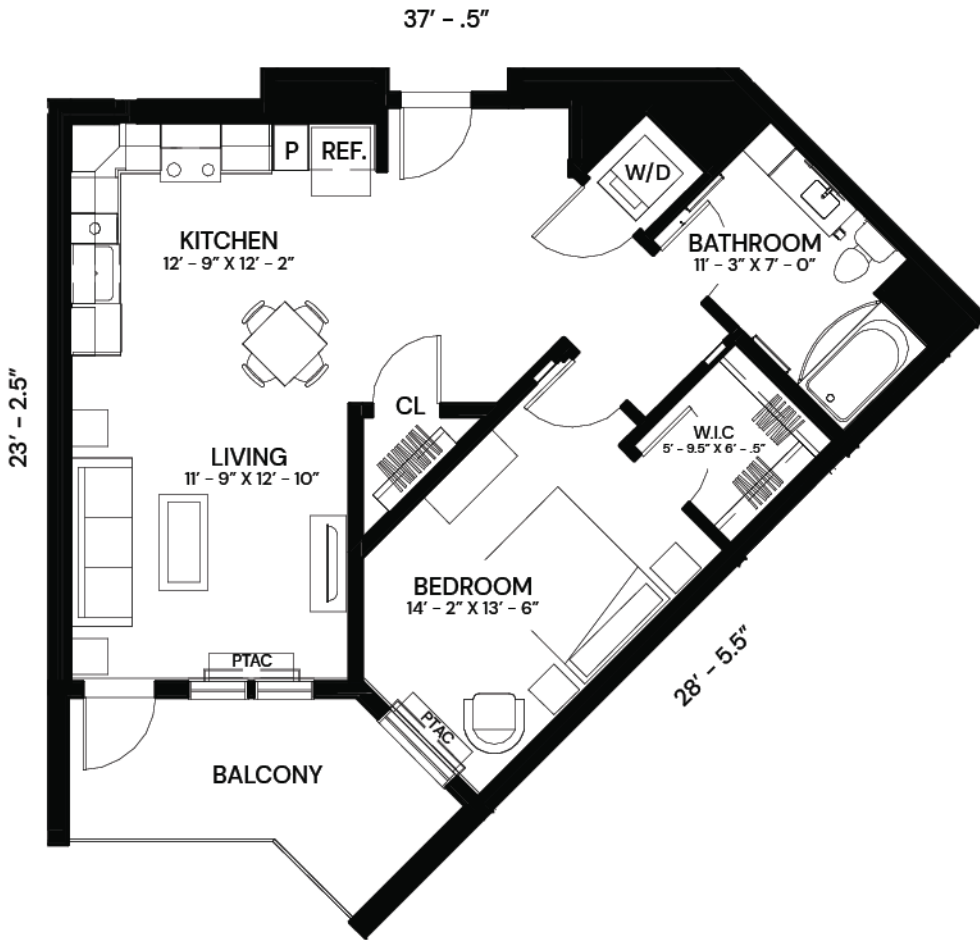 37’ – .5”
P
REF.
W/D
KITCHEN
12’ – 9” X 12’ – 2”
BATHROOM
11’ – 3” X 7’ – 0”
23’ – 2.5”
CL
W.I.C
5’ – 9.5” X 6’ – .5”
LIVING
11’ – 9” X 12’ – 10”
BEDROOM
14’ – 2” X 13’ – 6”
PTAC
28’ – 5.5”
PTAC
BALCONY